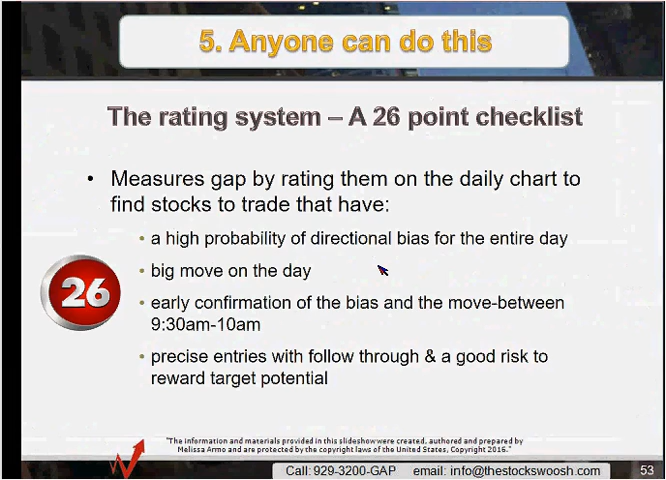 5. Anyone can do this
The rating system – A 26 point checklist
• Measures gap by rating them on the daily chart to
find stocks to trade that have:
• a high probability of directional bias for the entire day
• big move on the day
26
• early confirmation of the bias and the move-between
9:30am-10am
• precise entries with follow through & a good risk to
reward target potential
"The information and materials provided in this slideshow were created, authored and prepared by
Melissa Armo and are protected by the copyright laws of the United States, Copyright 2016."
Call: 929-3200-GAP email: info@thestockswoosh.com 53